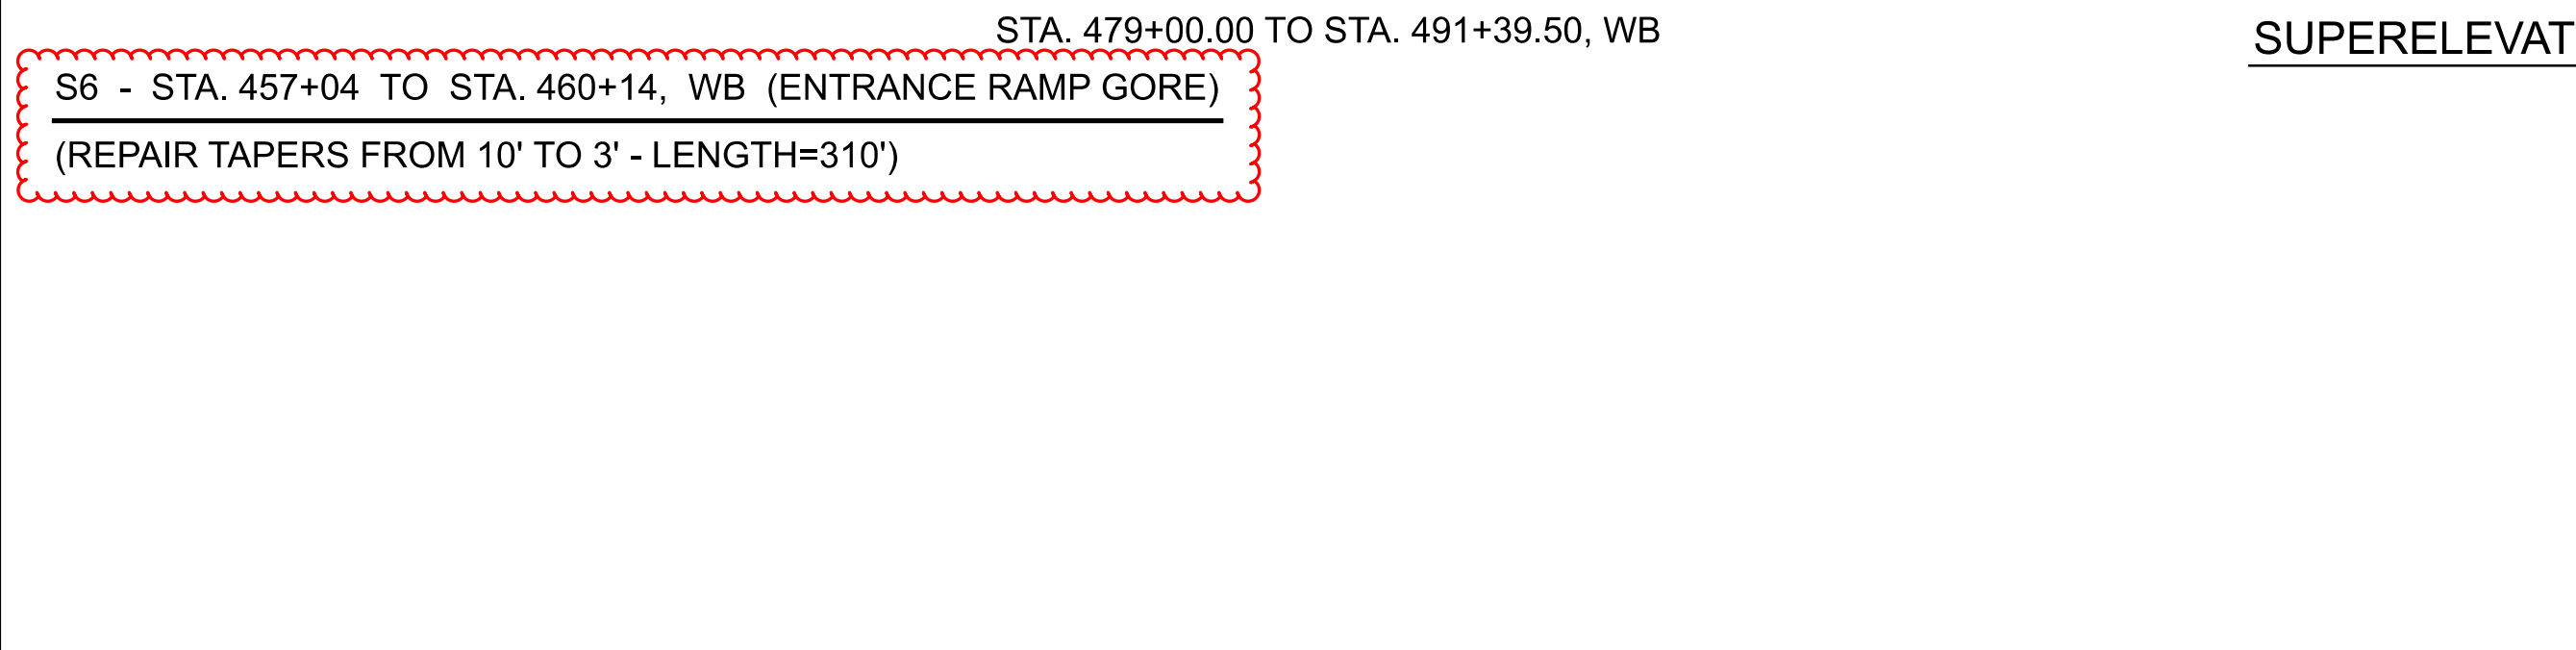 STA. 479+00.00 TO STA. 491+39.50, WB
SUPERELEVAT
S6 - STA. 457+04 TO STA. 460+14, WB (ENTRANCE RAMP GORE)
(REPAIR TAPERS FROM 10' TO 3' - LENGTH=310')